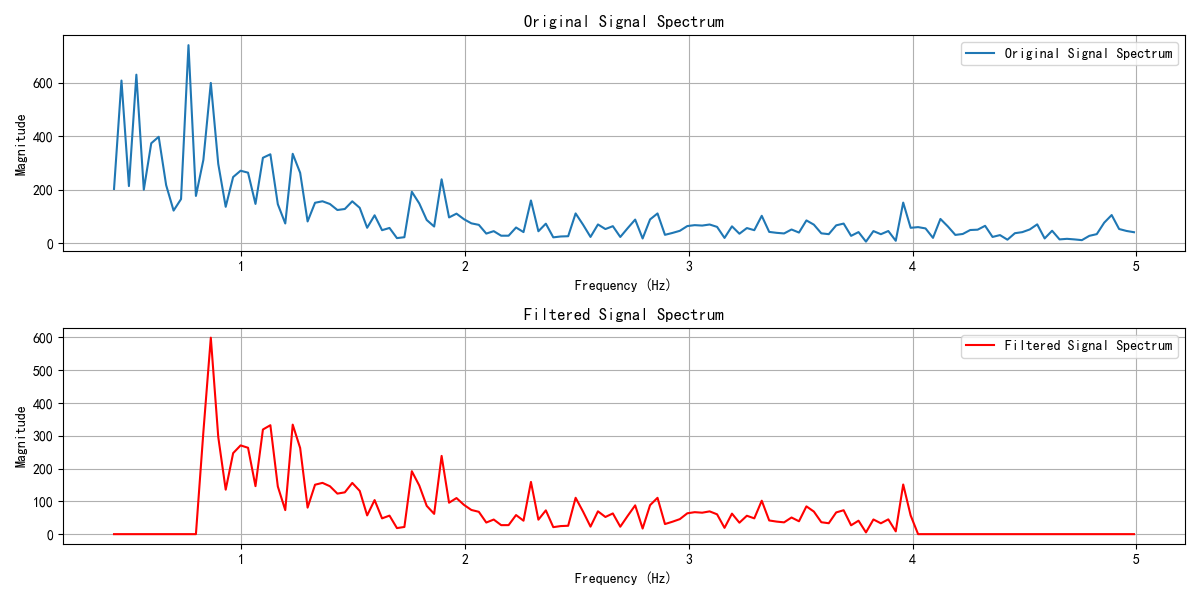 Original Signal Spectrum
Original Signal Spectrum
600
400
200
0
Magnitude
1 2 3 4 5
Frequency (Hz)
Filtered Signal Spectrum
Filtered Signal Spectrum
600
500
400
300
200
100
0
Magnitude
1 2 3 4 5
Frequency (Hz)